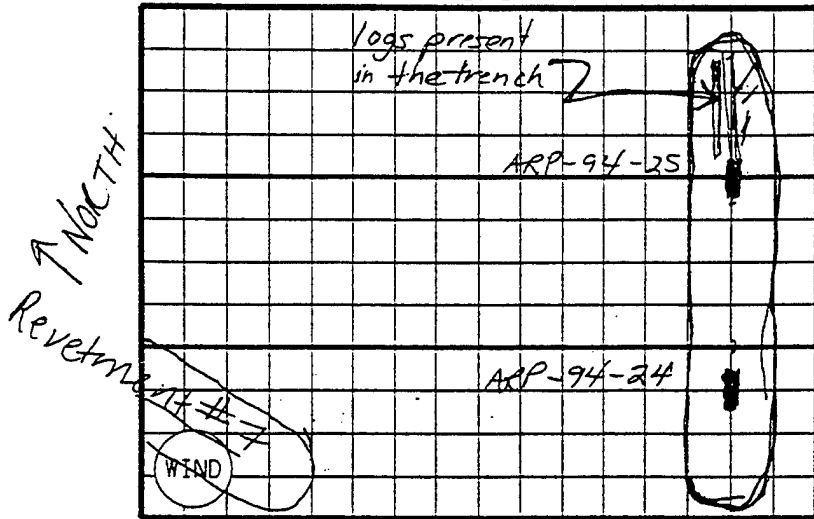 logs present
in the trench
ARP-94-25
↑ NORTH
Revetment #7
ARP-94-24
WIND